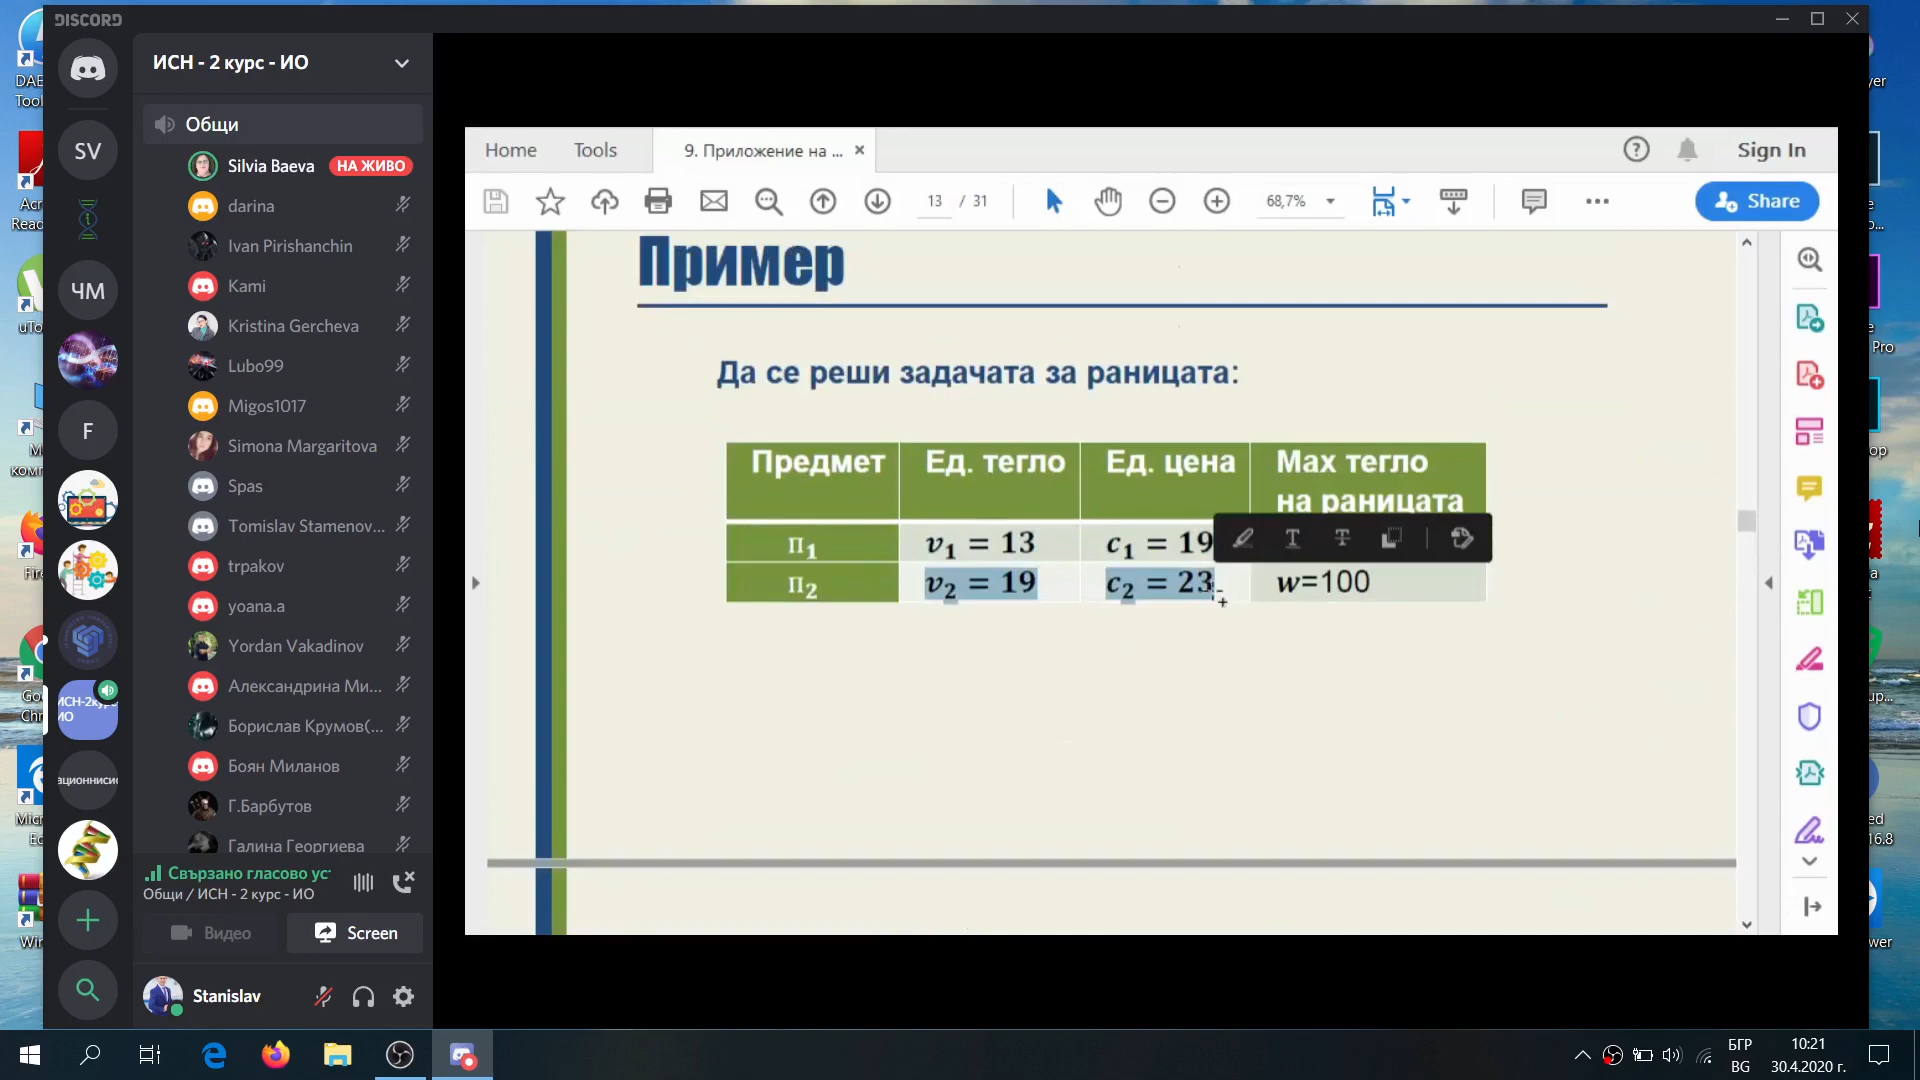 DISCORD
ИСН - 2 курс - ИО
Общи
Silvia Baeva НА ЖИВО
darina
Ivan Pirishanchin
Kami
Kristina Gercheva
Lubo99
Migos1017
Simona Margaritova
Spas
Tomislav Stamenov...
trpakov
yoana.a
Yordan Vakadinov
Александрина Ми...
Борислав Крумов(...
Боян Миланов
Г.Барбутов
Галина Георгиева
Свързано гласово ус
Общи / ИСН - 2 курс - ИО
Видео
Screen
Stanislav
SV
ЧМ
F
ИСН-2курс
ИО
Home
Tools
9. Приложение на ...
Sign In
13 / 31
68,7%
Share
Пример
Да се реши задачата за раницата:
Предмет Ед. тегло Ед. цена Max тегло
на раницата
П₁ v₁ = 13 c₁ = 19
П₂ v₂ = 19 c₂ = 23 w=100
БГР
BG
10:21
30.4.2020 г.